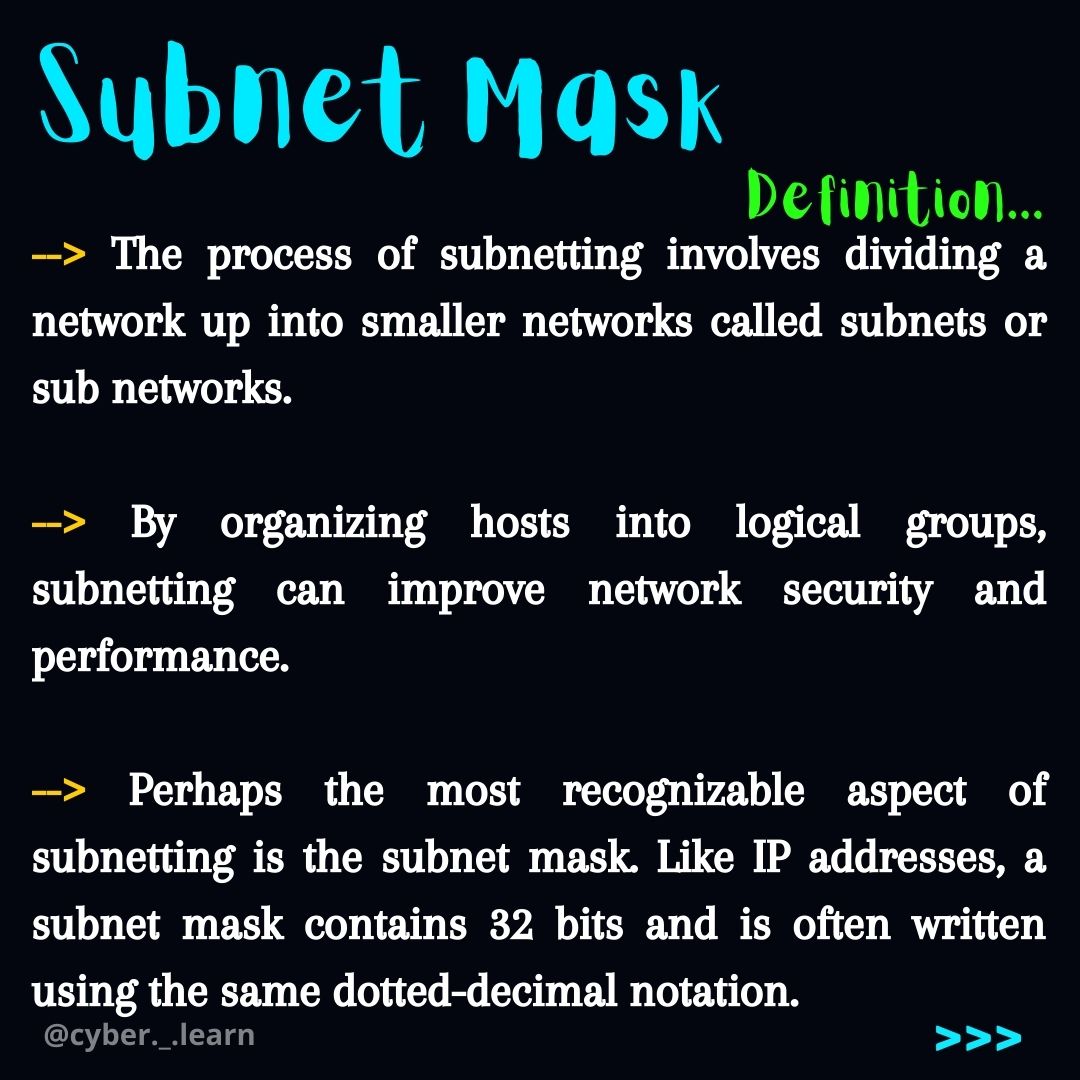 Subnet Mask
Definition...
--> The process of subnetting involves dividing a
network up into smaller networks called subnets or
sub networks.
--> By organizing hosts into logical groups,
subnetting can improve network security and
performance.
--> Perhaps the most recognizable aspect of
subnetting is the subnet mask. Like IP addresses, a
subnet mask contains 32 bits and is often written
using the same dotted-decimal notation.
@cyber._.learn
>>>